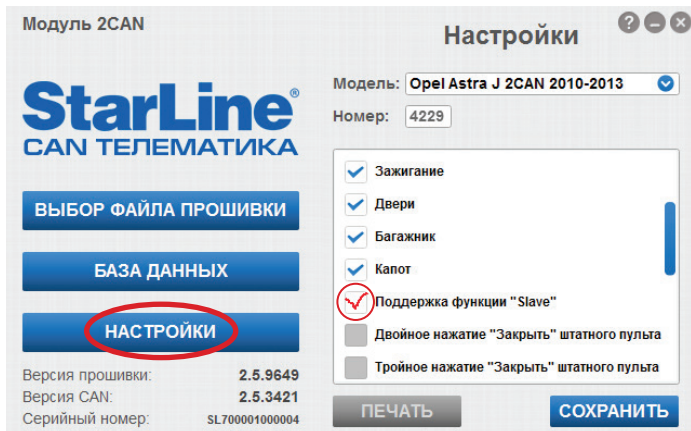 Модуль 2CAN
StarLine®
CAN ТЕЛЕМАТИКА
ВЫБОР ФАЙЛА ПРОШИВКИ
БАЗА ДАННЫХ
НАСТРОЙКИ
Версия прошивки: 2.5.9649
Версия CAN: 2.5.3421
Серийный номер: SL700001000004
Настройки
Модель: Opel Astra J 2CAN 2010-2013
Номер: 4229
Зажигание
Двери
Багажник
Капот
Поддержка функции "Slave"
Двойное нажатие "Закрыть" штатного пульта
Тройное нажатие "Закрыть" штатного пульта
ПЕЧАТЬ
СОХРАНИТЬ